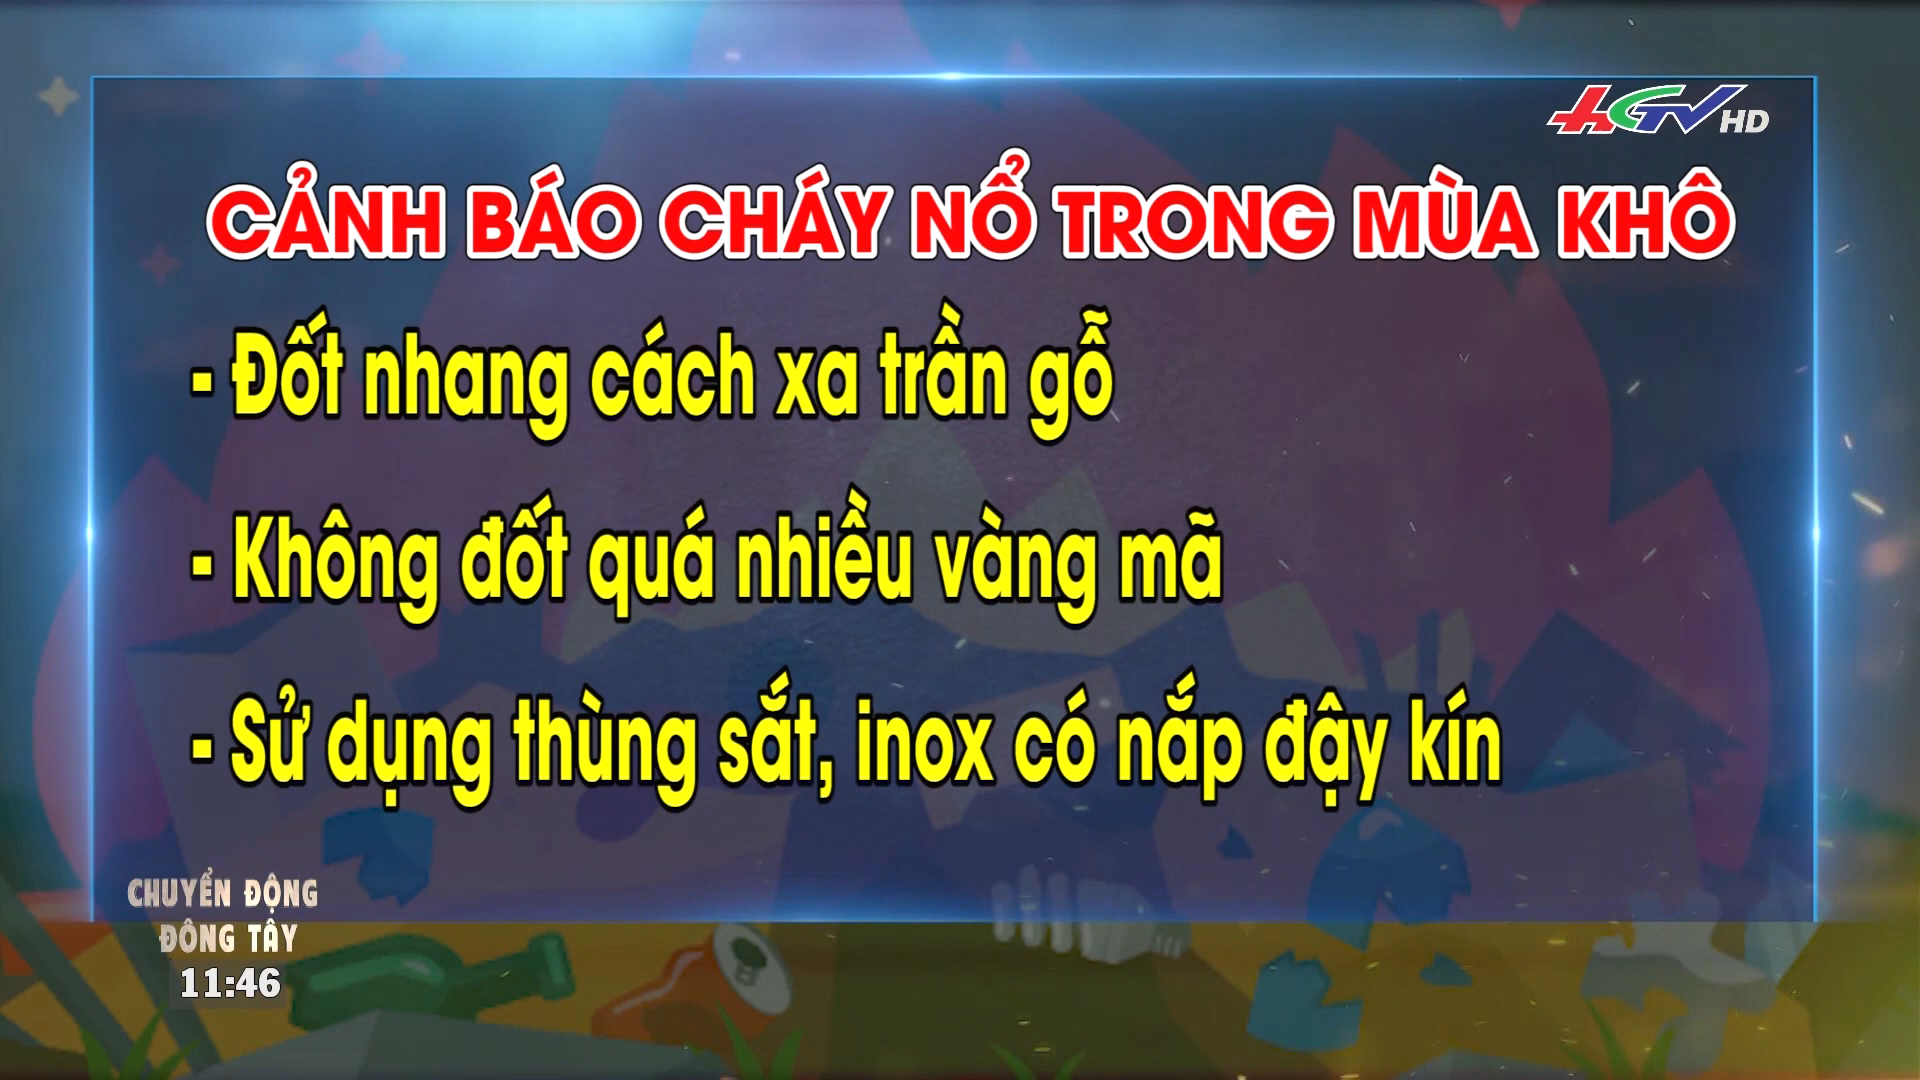 HGTV HD
CẢNH BÁO CHÁY NỔ TRONG MÙA KHÔ
- Đốt nhang cách xa trần gỗ
- Không đốt quá nhiều vàng mã
- Sử dụng thùng sắt, inox có nắp đậy kín
CHUYỂN ĐỘNG
ĐÔNG TÂY
11:46